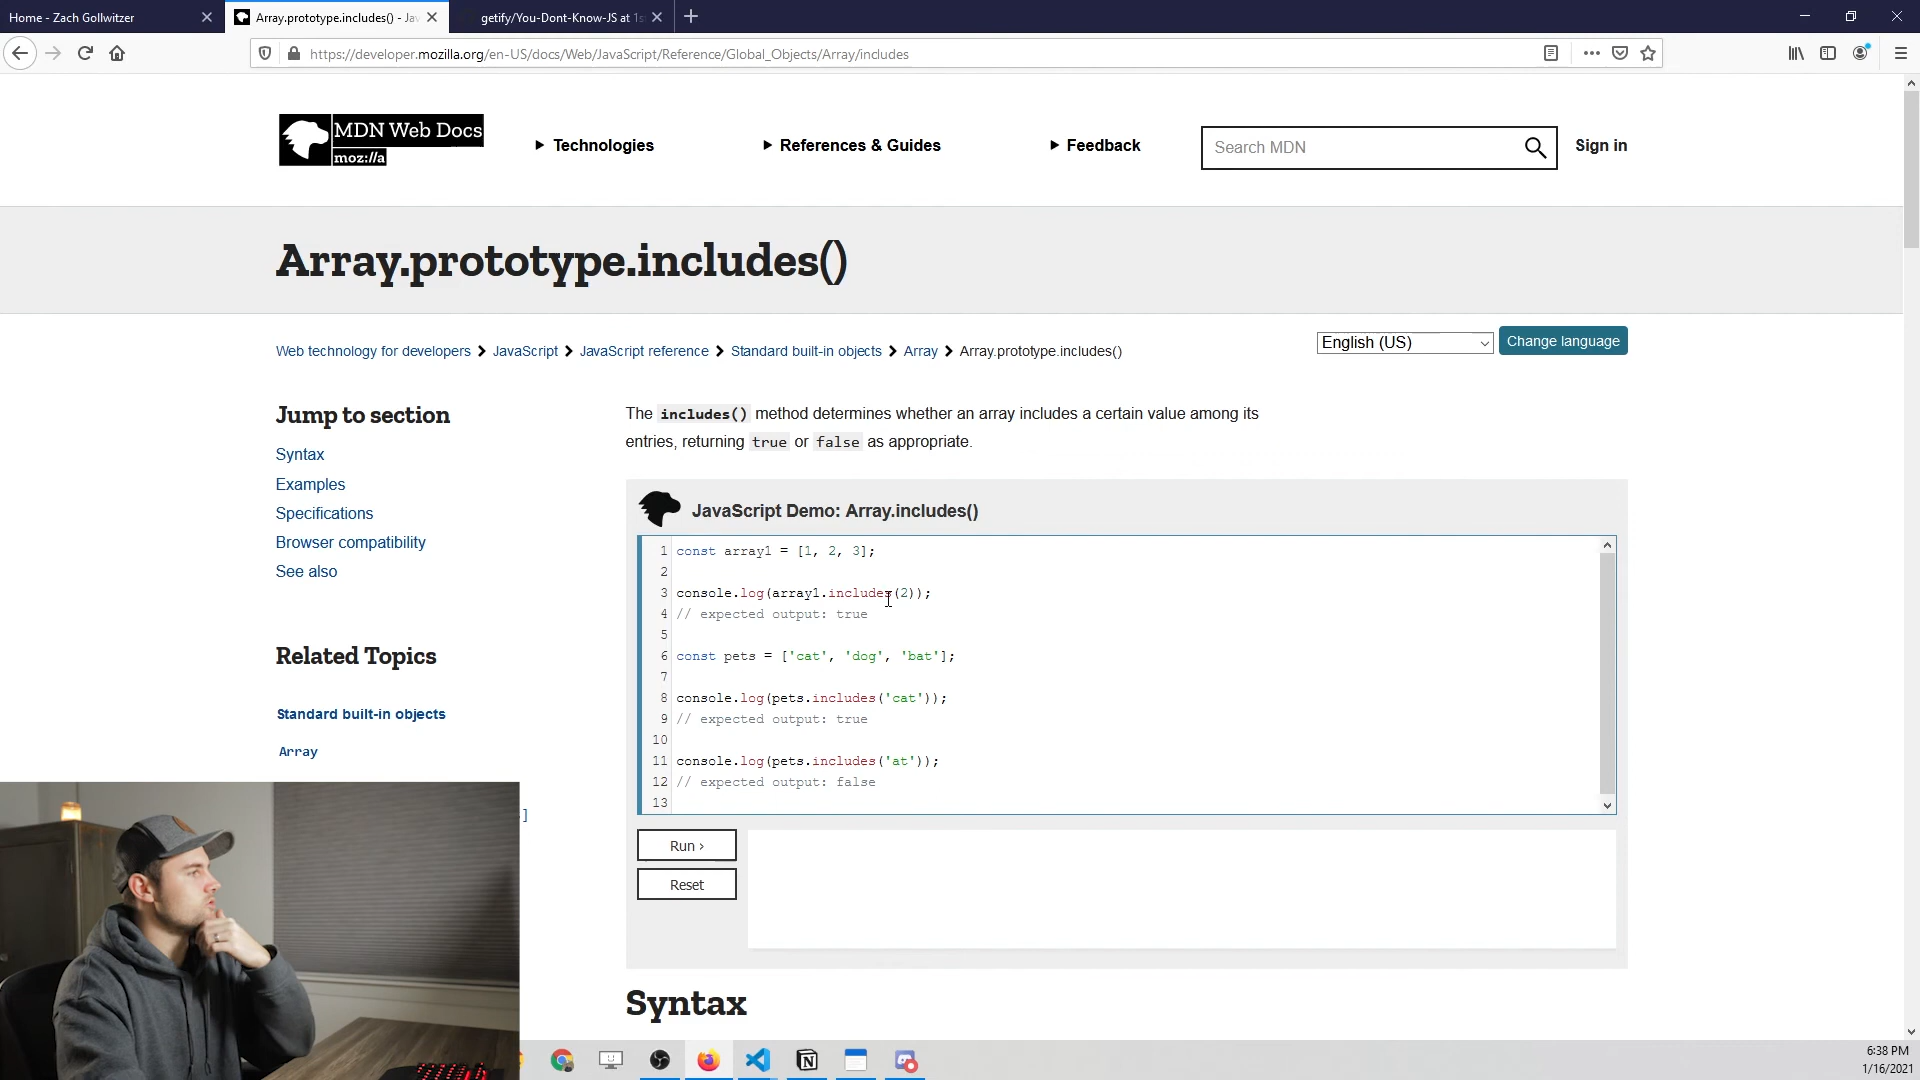 Home - Zach Gollwitzer
Array.prototype.includes() - Jav
getify/You-Dont-Know-JS at 1s
https://developer.mozilla.org/en-US/docs/Web/JavaScript/Reference/Global_Objects/Array/includes
MDN Web Docs
moz://a
Technologies
References & Guides
Feedback
Search MDN
Sign in
Array.prototype.includes()
Web technology for developers
JavaScript
JavaScript reference
Standard built-in objects
Array
Array.prototype.includes()
English (US)
Change language
Jump to section
Syntax
Examples
Specifications
Browser compatibility
See also
Related Topics
Standard built-in objects
Array
]
The includes() method determines whether an array includes a certain value among its
entries, returning true or false as appropriate.
JavaScript Demo: Array.includes()
1 const array1 = [1, 2, 3];
2
3 console.log(array1.includes(2));
4 // expected output: true
5
6 const pets = ['cat', 'dog', 'bat'];
7
8 console.log(pets.includes('cat'));
9 // expected output: true
10
11 console.log(pets.includes('at'));
12 // expected output: false
13
Run ›
Reset
Syntax
6:38 PM
1/16/2021